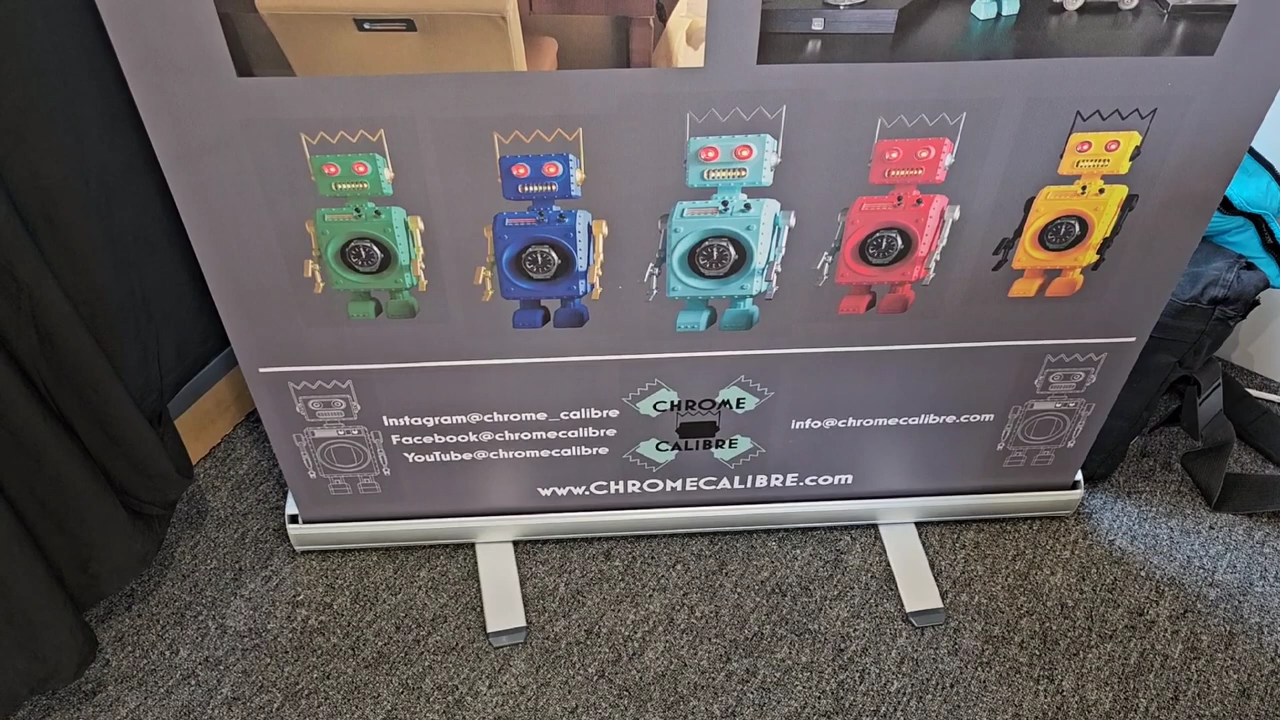 Instagram@chrome_calibre
Facebook@chromecalibre
YouTube@chromecalibre
CHROME
CALIBRE
info@chromecalibre.com
www.CHROMECALIBRE.com